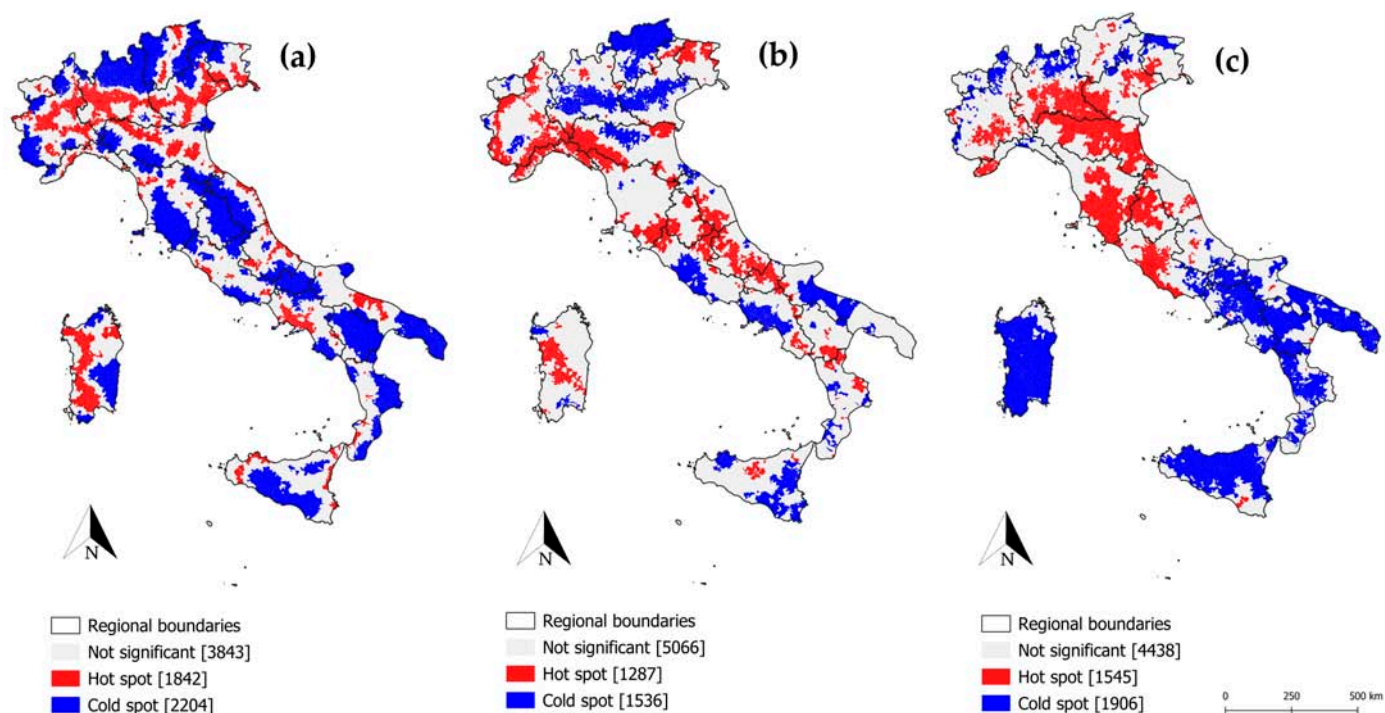 (a)
(b)
(c)
N
N
N
Regional boundaries
Not significant [3843]
Hot spot [1842]
Cold spot [2204]
Regional boundaries
Not significant [5066]
Hot spot [1287]
Cold spot [1536]
Regional boundaries
Not significant [4438]
Hot spot [1545]
Cold spot [1906]
0 250 500 km